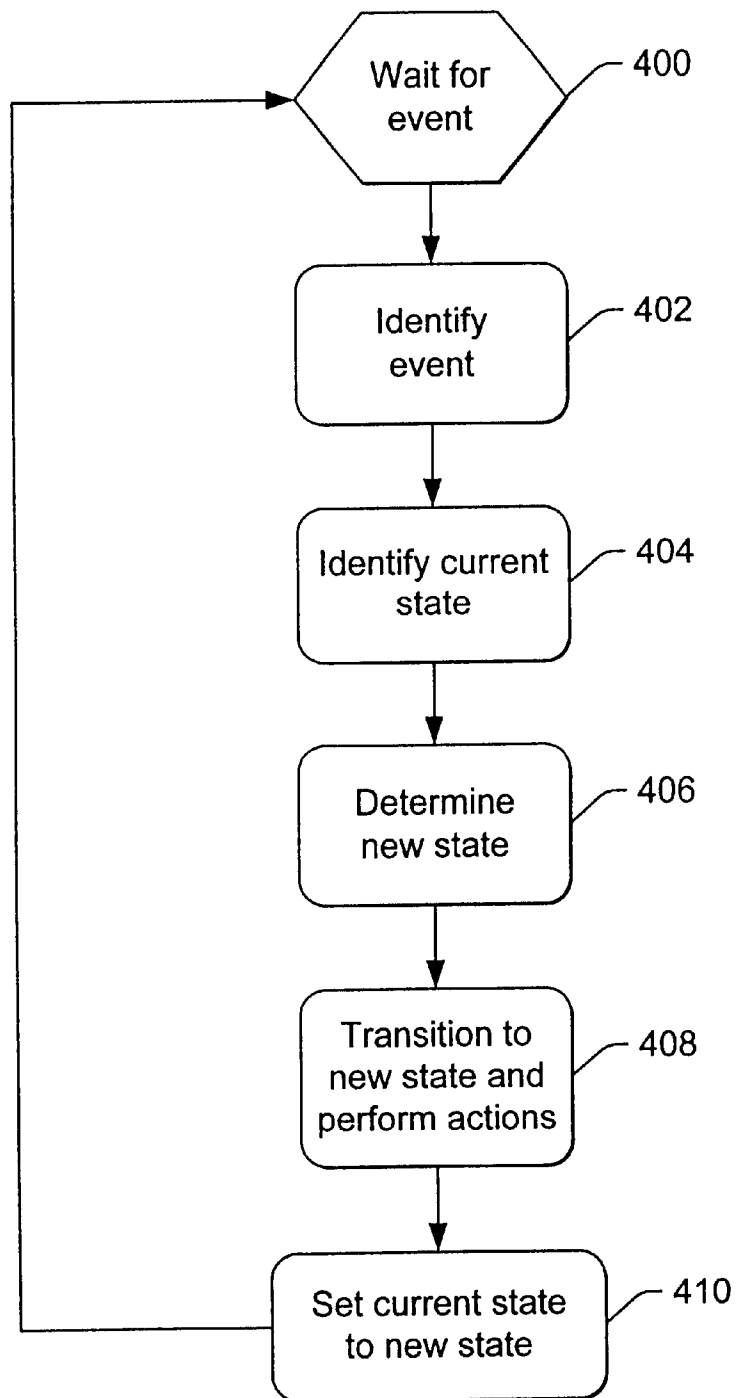 Wait for
event
400
Identify
event
402
Identify current
state
404
Determine
new state
406
Transition to
new state and
perform actions
408
Set current state
to new state
410